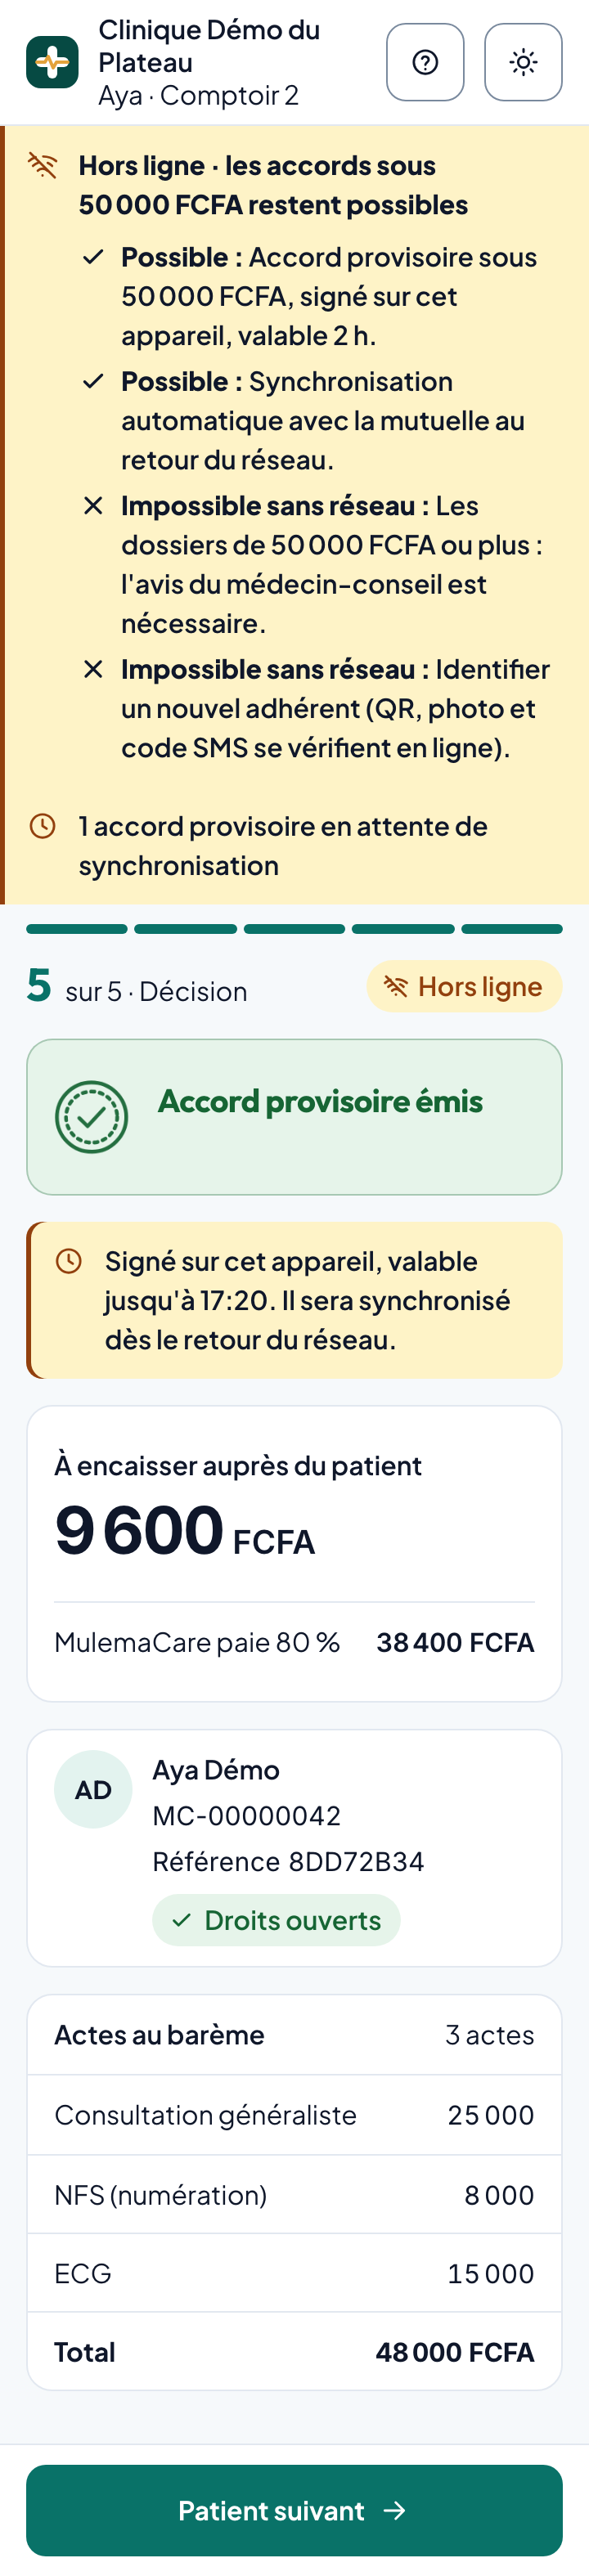 Clinique Démo du
Plateau
Aya · Comptoir 2
Hors ligne · les accords sous
50 000 FCFA restent possibles
Possible : Accord provisoire sous
50 000 FCFA, signé sur cet
appareil, valable 2 h.
Possible : Synchronisation
automatique avec la mutuelle au
retour du réseau.
Impossible sans réseau : Les
dossiers de 50 000 FCFA ou plus :
l'avis du médecin-conseil est
nécessaire.
Impossible sans réseau : Identifier
un nouvel adhérent (QR, photo et
code SMS se vérifient en ligne).
1 accord provisoire en attente de
synchronisation
5 sur 5 · Décision
Hors ligne
Accord provisoire émis
Signé sur cet appareil, valable
jusqu'à 17:20. Il sera synchronisé
dès le retour du réseau.
À encaisser auprès du patient
9 600 FCFA
MulemaCare paie 80 % 38 400 FCFA
AD
Aya Démo
MC-00000042
Référence 8DD72B34
Droits ouverts
Actes au barème 3 actes
Consultation généraliste 25 000
NFS (numération) 8 000
ECG 15 000
Total 48 000 FCFA
Patient suivant →